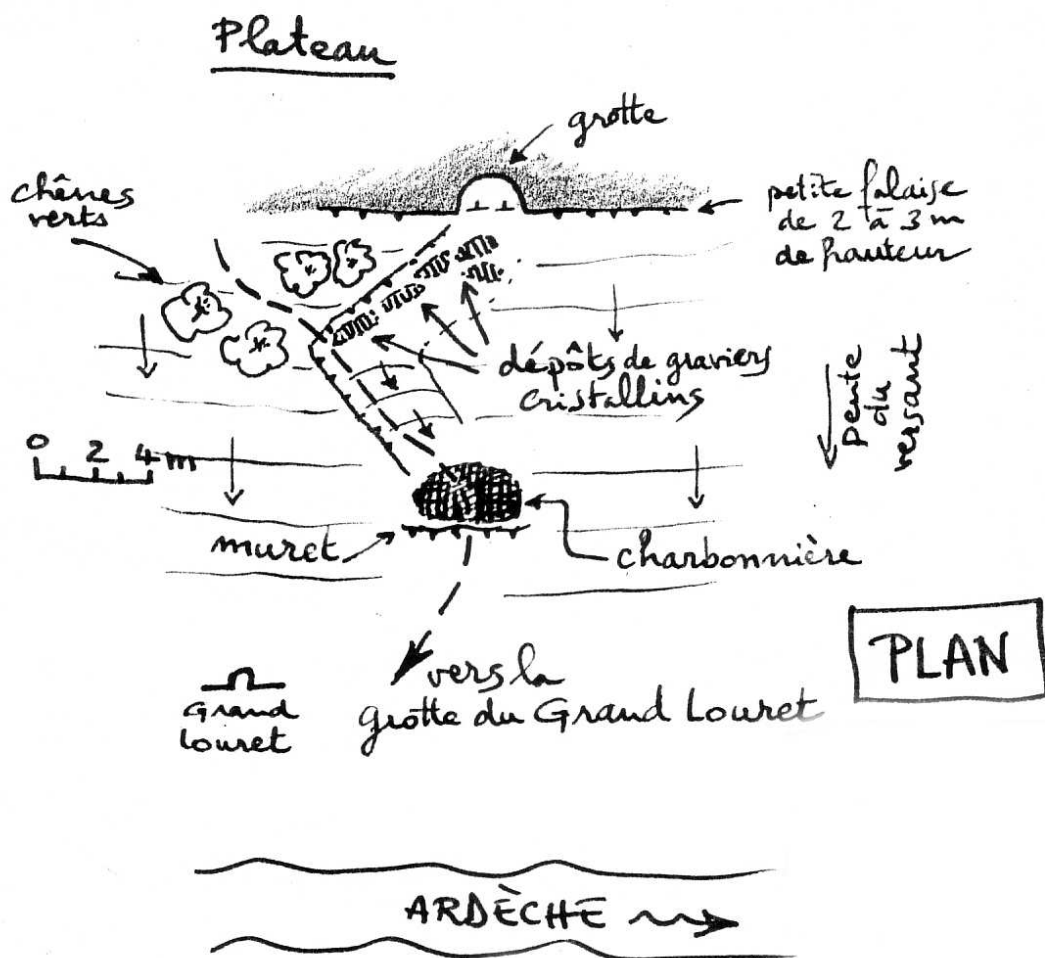 Plateau
grotte
chênes
verts
petite falaise
de 2 à 3 m
de hauteur
dépôts de graviers
cristallins
pente
du
versant
0 2 4 m
muret
charbonnière
PLAN
vers la
grotte du Grand Louret
Grand
Louret
ARDÈCHE